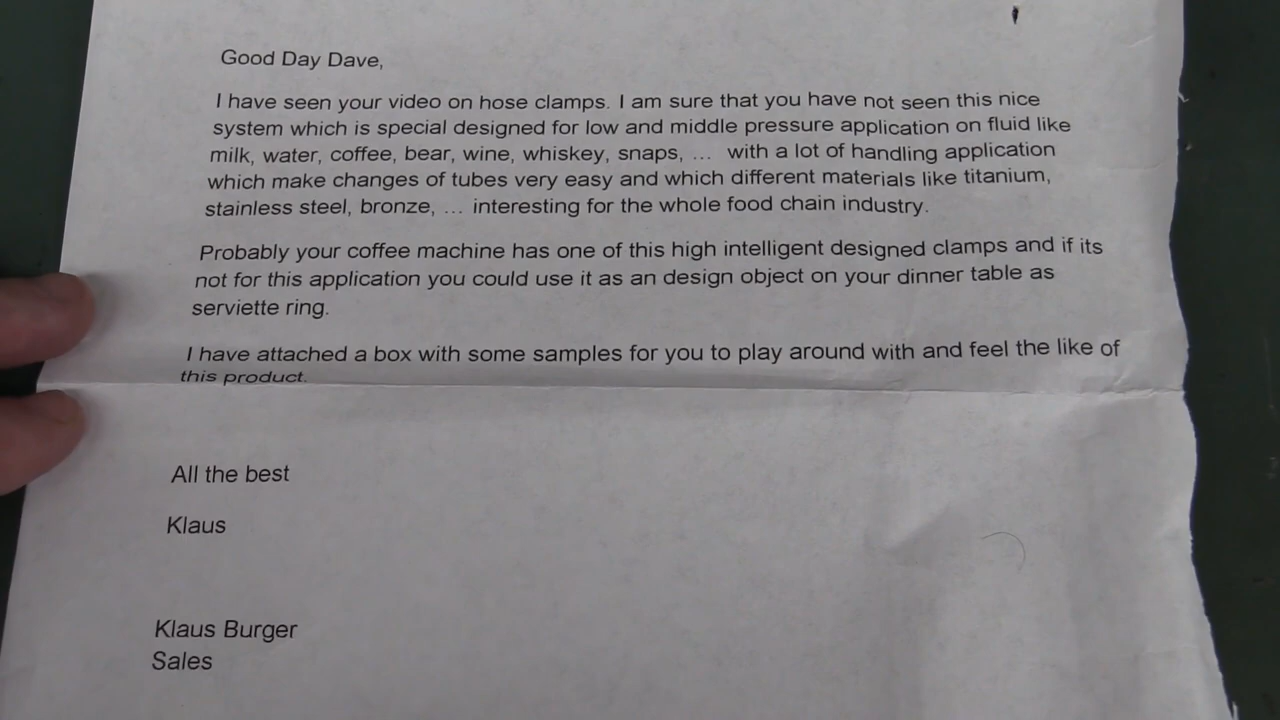 Good Day Dave,
I have seen your video on hose clamps. I am sure that you have not seen this nice
system which is special designed for low and middle pressure application on fluid like
milk, water, coffee, bear, wine, whiskey, snaps, ... with a lot of handling application
which make changes of tubes very easy and which different materials like titanium,
stainless steel, bronze, ... interesting for the whole food chain industry.
Probably your coffee machine has one of this high intelligent designed clamps and if its
not for this application you could use it as an design object on your dinner table as
serviette ring.
I have attached a box with some samples for you to play around with and feel the like of
this product.
All the best
Klaus
Klaus Burger
Sales